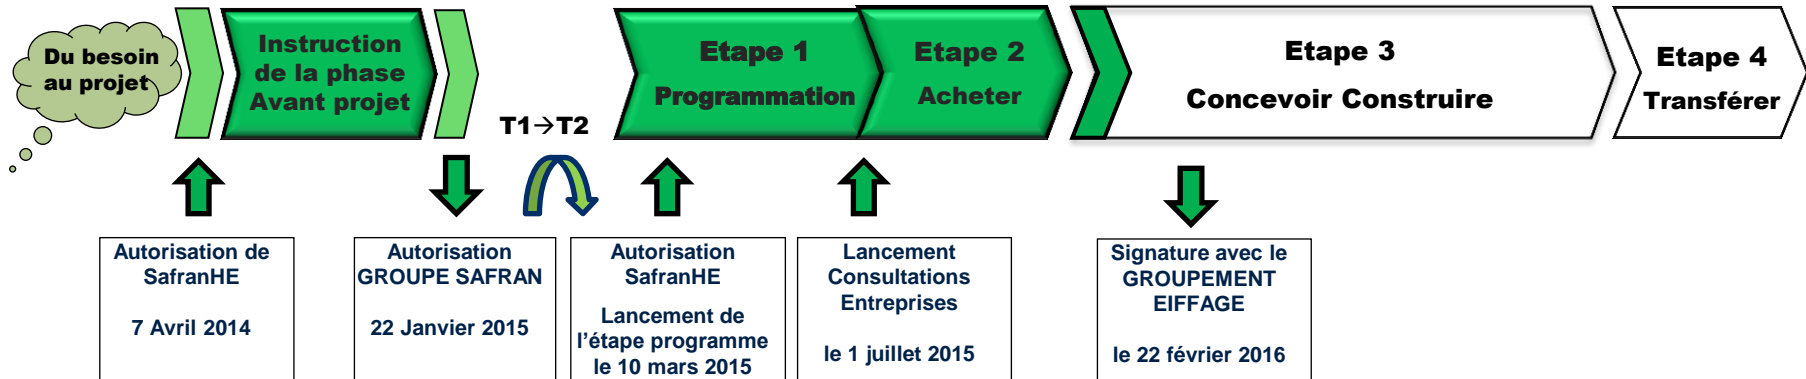 Du besoin
au projet
Instruction
de la phase
Avant projet
T1→T2
Etape 1
Programmation
Etape 2
Acheter
Etape 3
Concevoir Construire
Etape 4
Transférer
Autorisation de
SafranHE
7 Avril 2014
Autorisation
GROUPE SAFRAN
22 Janvier 2015
Autorisation
SafranHE
Lancement de
l’étape programme
le 10 mars 2015
Lancement
Consultations
Entreprises
le 1 juillet 2015
Signature avec le
GROUPEMENT
EIFFAGE
le 22 février 2016